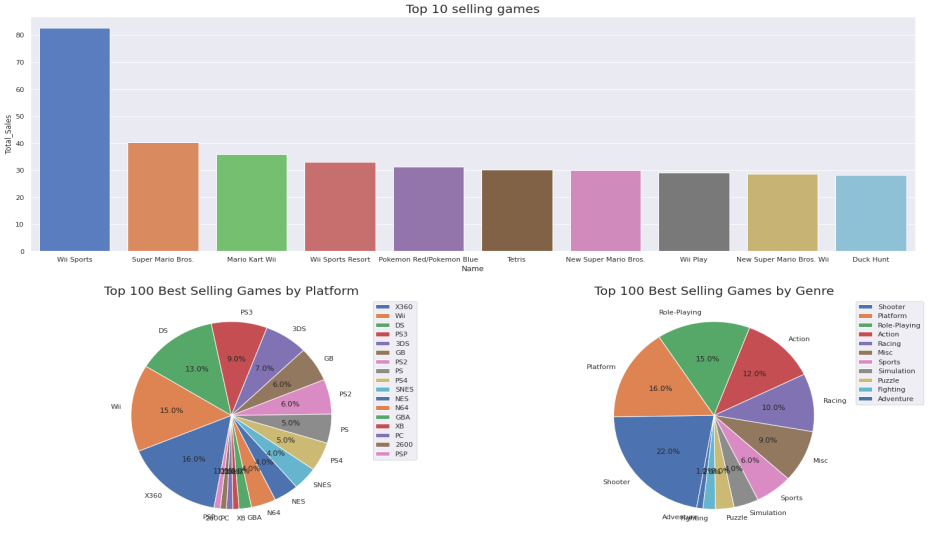 Top 10 selling games
Total_Sales
80
70
60
50
40
30
20
10
0
Wii Sports
Super Mario Bros.
Mario Kart Wii
Wii Sports Resort
Pokemon Red/Pokemon Blue
Tetris
New Super Mario Bros.
Wii Play
New Super Mario Bros. Wii
Duck Hunt
Name
Top 100 Best Selling Games by Platform
PS3
3DS
GB
PS2
PS
PS4
SNES
NES
N64
GBA
XB
PC
2600
X360
Wii
DS
9.0%
7.0%
6.0%
6.0%
5.0%
5.0%
4.0%
4.0%
4.0%
16.0%
15.0%
13.0%
X360
Wii
DS
PS3
3DS
GB
PS2
PS
PS4
SNES
NES
N64
GBA
XB
PC
2600
PSP
Top 100 Best Selling Games by Genre
Role-Playing
Action
Racing
Misc
Sports
Simulation
Puzzle
Fighting
Adventure
Shooter
Platform
15.0%
12.0%
10.0%
9.0%
6.0%
22.0%
16.0%
Shooter
Platform
Role-Playing
Action
Racing
Misc
Sports
Simulation
Puzzle
Fighting
Adventure